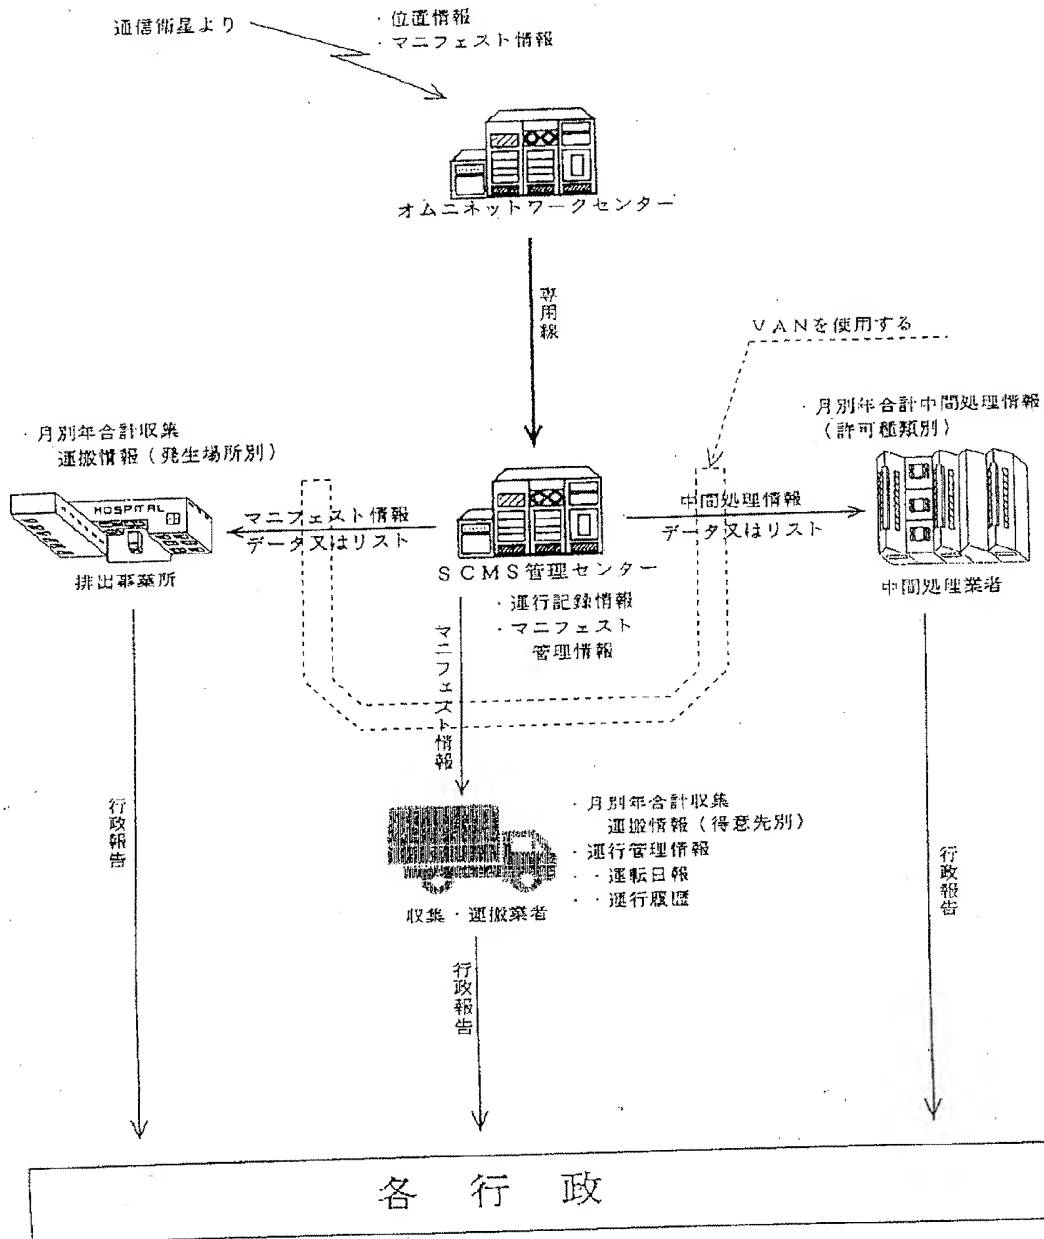 通信衛星より
・位置情報
・マニフェスト情報
オムニネットワークセンター
専用線
VANを使用する
・月別年合計収集
運搬情報（発生場所別）
・月別年合計中間処理情報
（許可種類別）
HOSPITAL
マニフェスト情報
データ又はリスト
中間処理情報
データ又はリスト
排出事業所
SCMS管理センター
中間処理業者
・運行記録情報
・マニフェスト
管理情報
マニフェスト情報
・月別年合計収集
運搬情報（得意先別）
・運行管理情報
・・運転日報
・・運行履歴
収集・運搬業者
行政報告
行政報告
行政報告
各行政